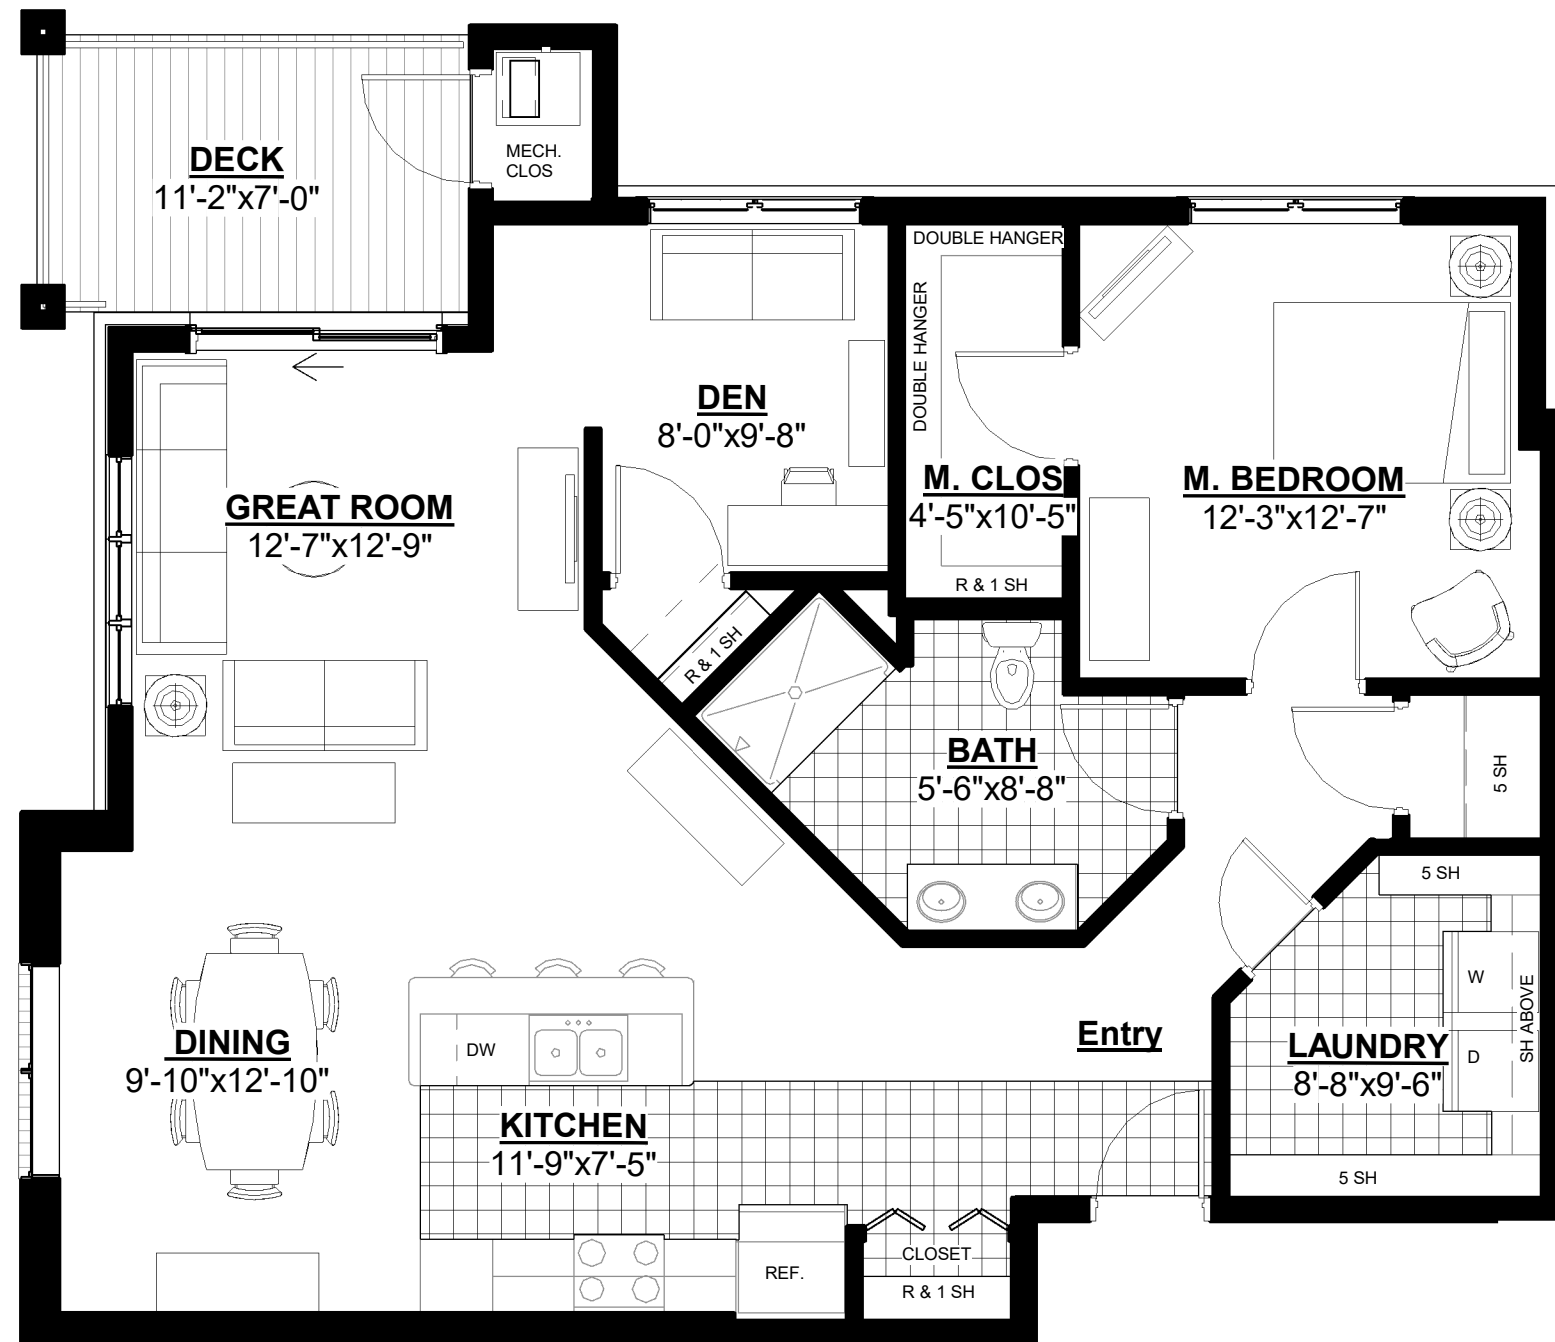 MECH.
CLOS
DECK
11'-2"x7'-0"
DOUBLE HANGER
DOUBLE HANGER
DEN
8'-0"x9'-8"
M. CLOS
4'-5"x10'-5"
R & 1 SH
M. BEDROOM
12'-3"x12'-7"
GREAT ROOM
12'-7"x12'-9"
R & 1 SH
BATH
5'-6"x8'-8"
5 SH
5 SH
W
D
SH ABOVE
LAUNDRY
8'-8"x9'-6"
5 SH
Entry
DINING
9'-10"x12'-10"
DW
KITCHEN
11'-9"x7'-5"
REF.
CLOSET
R & 1 SH